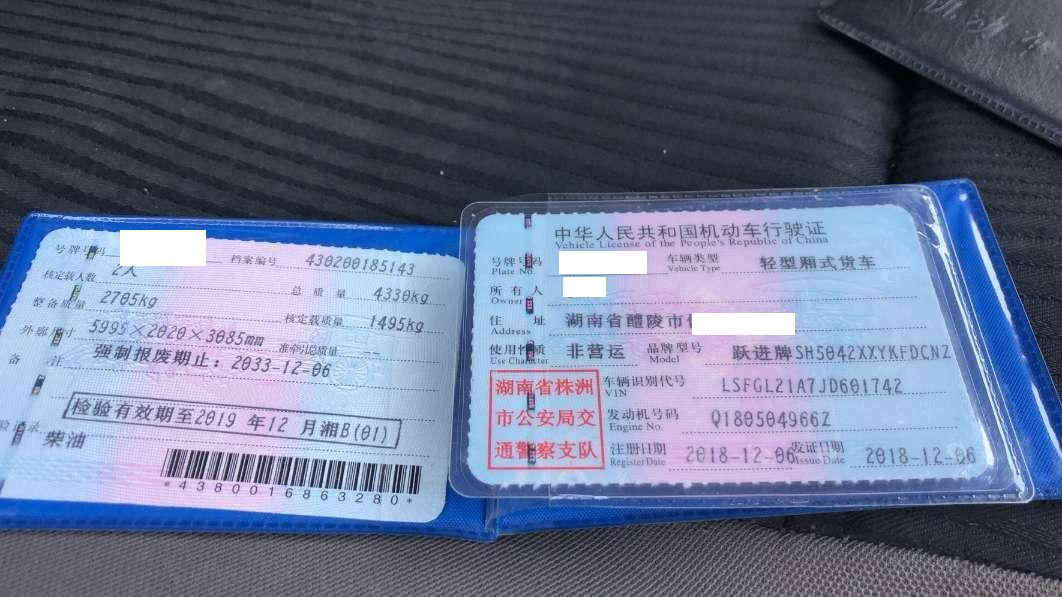 号牌号码
档案编号 430200185143
核定载人数 2人
总质量 4330kg
整备质量 2705kg
核定载质量 1495kg
外廓尺寸 5995×2020×3085mm
准牵引总质量 --
备注 强制报废期止：2033-12-06
检验有效期至2019 年12 月湘B(01)
检验记录
柴油
*4380016863280*
中华人民共和国机动车行驶证
Vehicle License of the People's Republic of China
号牌号码
Plate No.
车辆类型 轻型厢式货车
Vehicle Type
所有人
Owner
住址 湖南省醴陵市
Address
使用性质 非营运
Use Character
品牌型号 跃进牌SH5042XXYKFDCNZ
Model
湖南省株洲
市公安局交
通警察支队
车辆识别代号 LSFGL21A7JD601742
VIN
发动机号码 Q180504966Z
Engine No.
注册日期 2018-12-06
Register Date
发证日期 2018-12-06
Issue Date